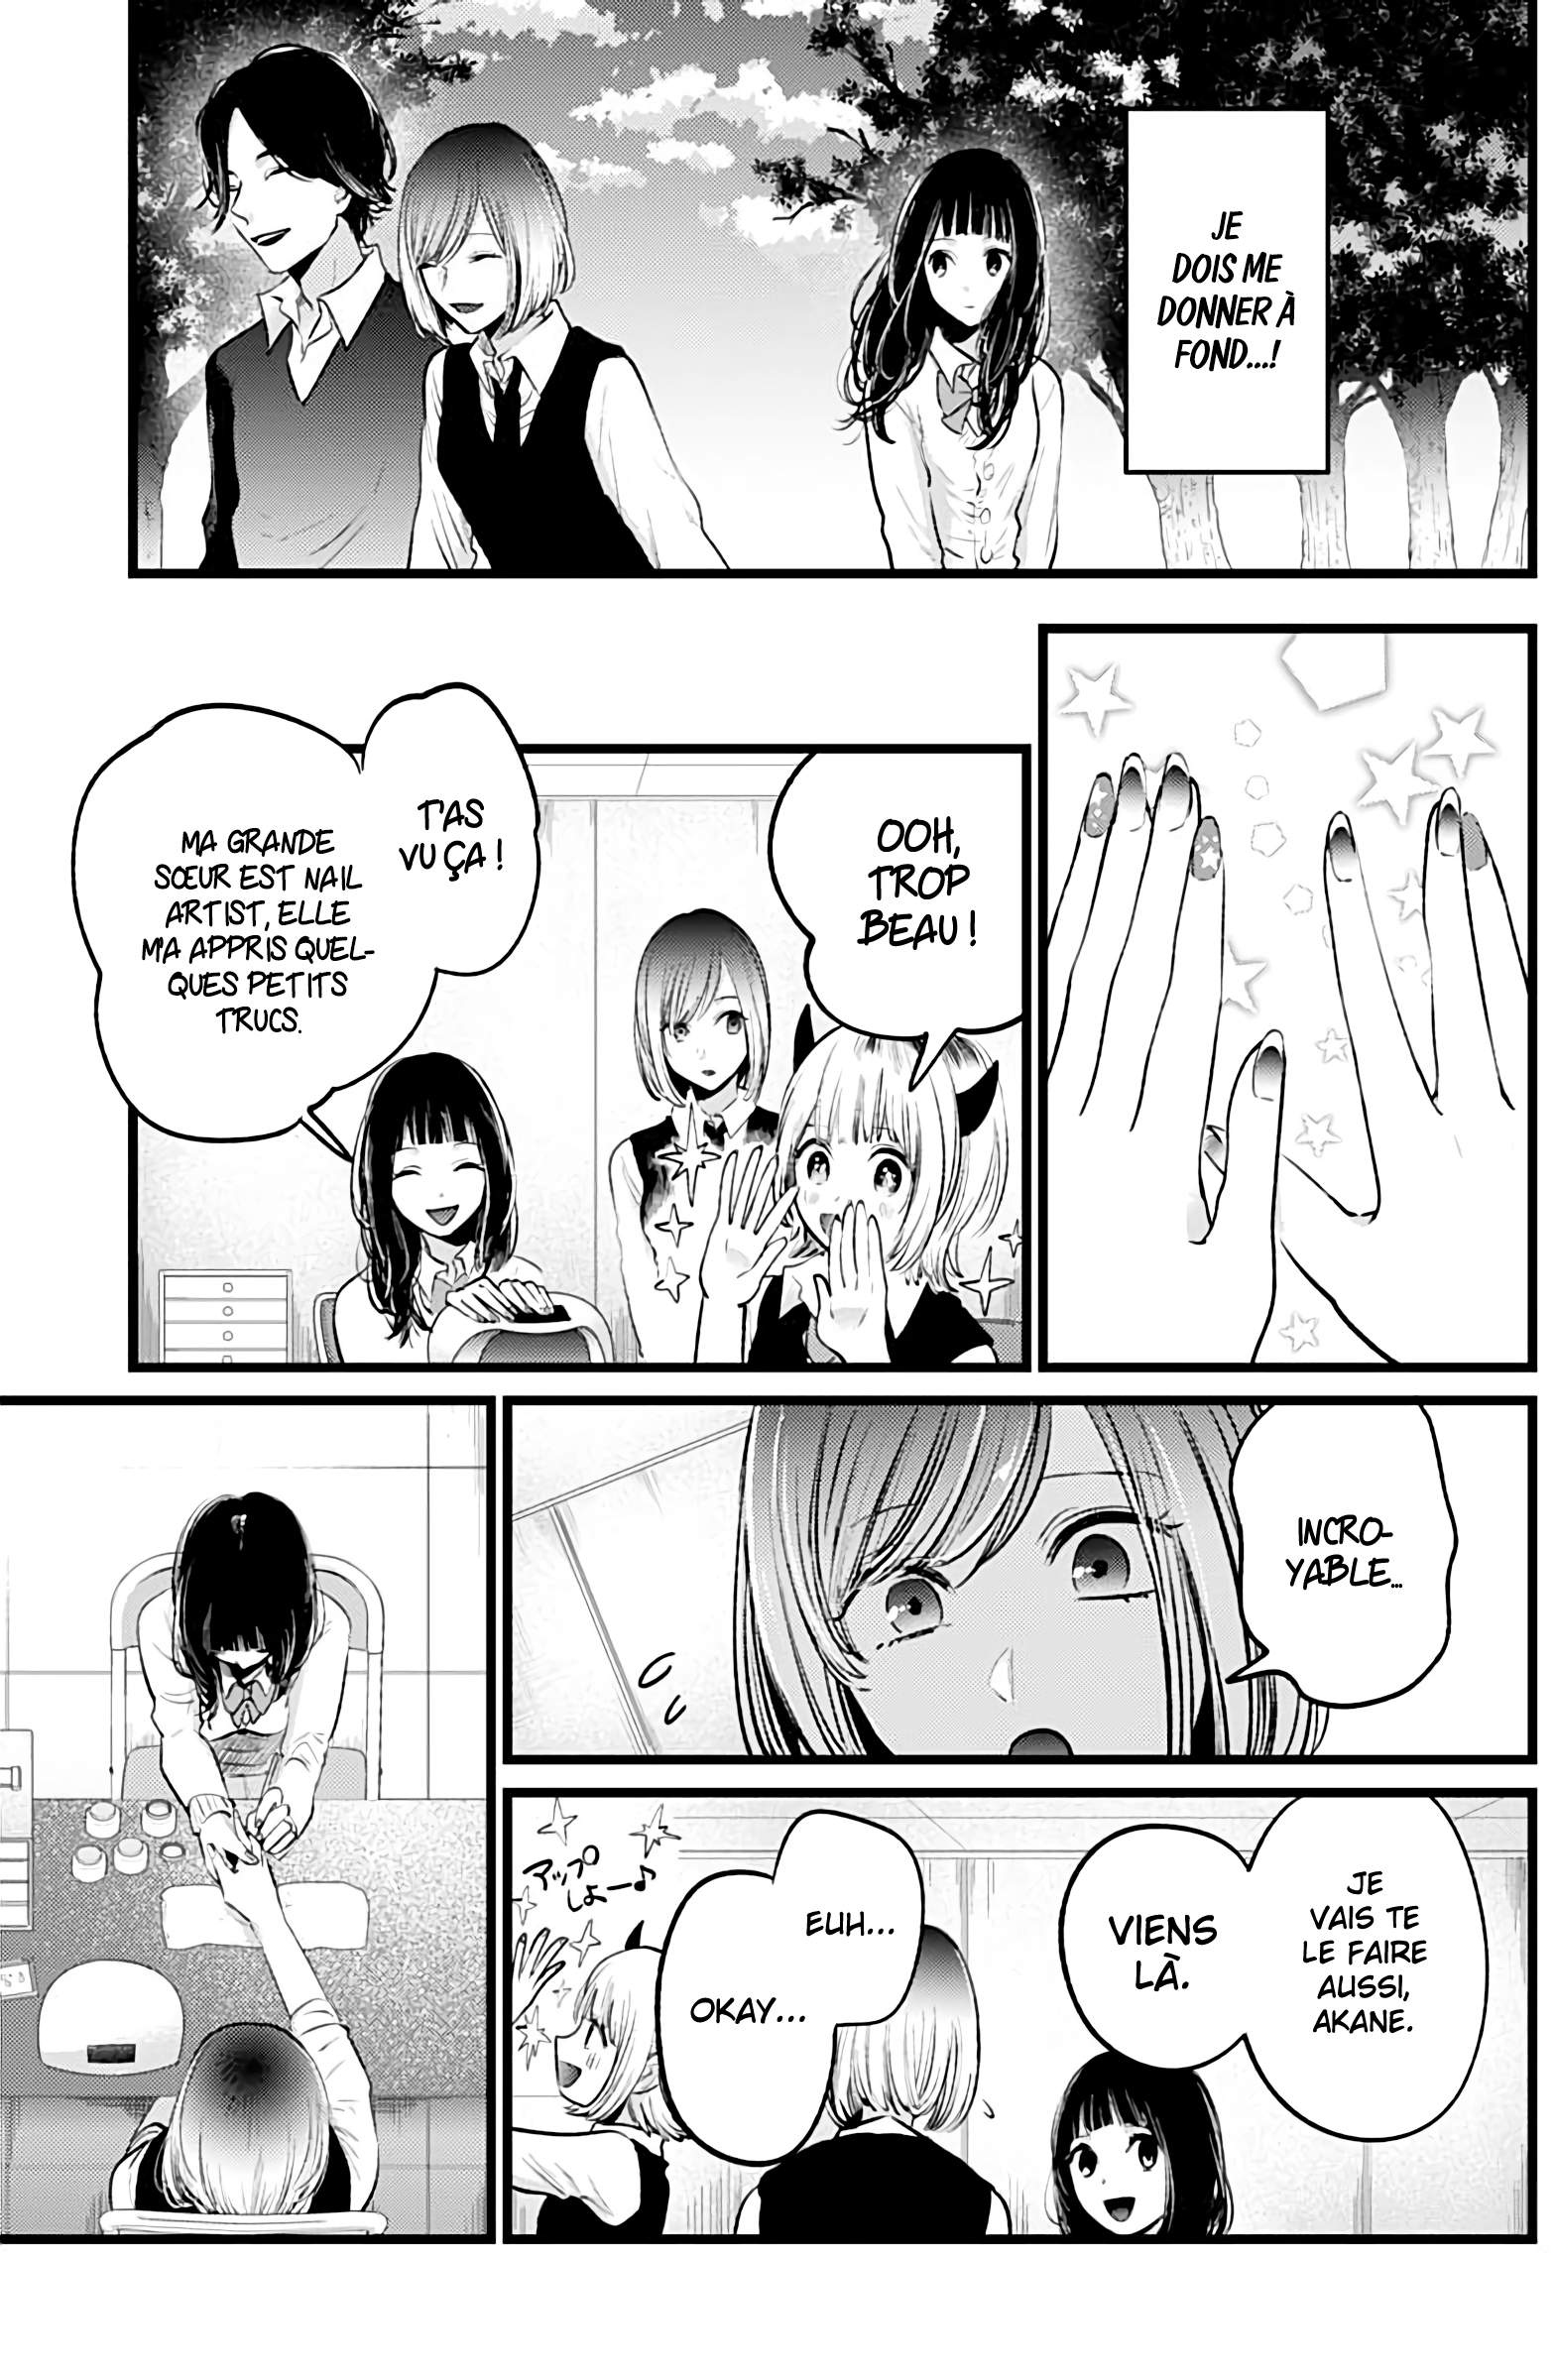 JE
DOIS ME
DONNER À
FOND...!
OOH,
TROP
BEAU !
T'AS
VU ÇA !
MA GRANDE
SŒUR EST NAIL
ARTIST, ELLE
M'A APPRIS QUEL-
QUES PETITS
TRUCS.
INCRO-
YABLE...
JE
VAIS TE
LE FAIRE
AUSSI,
AKANE.
VIENS
LÀ.
EUH...
OKAY...
アップ
しよー♪